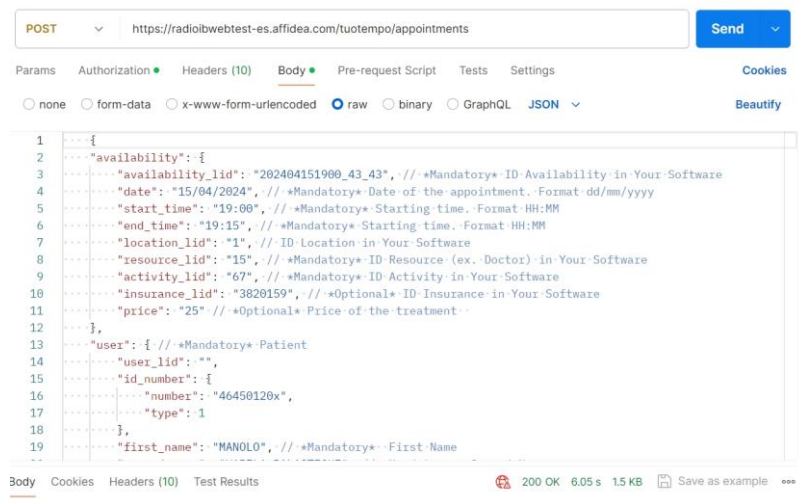 POST https://radioibwebtest-es.affidea.com/tuotempo/appointments Send
Params Authorization Headers (10) Body Pre-request Script Tests Settings Cookies
none form-data x-www-form-urlencoded raw binary GraphQL JSON Beautify
1 {
2 "availability": {
3 "availability_lid": "202404151900_43_43", // *Mandatory* ID Availability in Your Software
4 "date": "15/04/2024", // *Mandatory* Date of the appointment. Format dd/mm/yyyy
5 "start_time": "19:00", // *Mandatory* Starting time. Format HH:MM
6 "end_time": "19:15", // *Mandatory* Starting time. Format HH:MM
7 "location_lid": "1", // ID Location in Your Software
8 "resource_lid": "15", // *Mandatory* ID Resource (ex. Doctor) in Your Software
9 "activity_lid": "67", // *Mandatory* ID Activity in Your Software
10 "insurance_lid": "3820159", // *Optional* ID Insurance in Your Software
11 "price": "25" // *Optional* Price of the treatment
12 },
13 "user": { // *Mandatory* Patient
14 "user_lid": "",
15 "id_number": {
16 "number": "46450120x",
17 "type": 1
18 },
19 "first_name": "MANOLO", // *Mandatory* First Name
Body Cookies Headers (10) Test Results 200 OK 6.05 s 1.5 KB Save as example